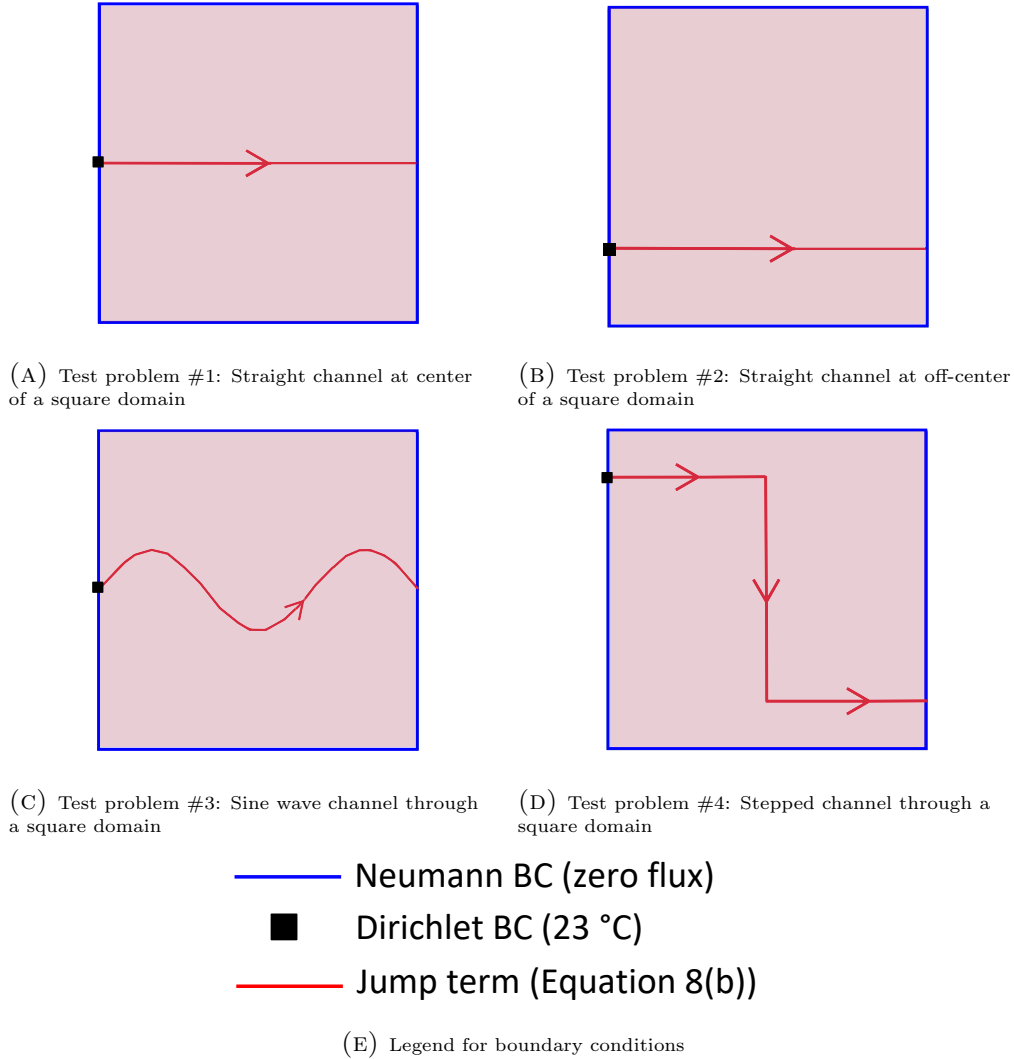 (A) Test problem #1: Straight channel at center
of a square domain
(B) Test problem #2: Straight channel at off-center
of a square domain
(C) Test problem #3: Sine wave channel through
a square domain
(D) Test problem #4: Stepped channel through a
square domain
Neumann BC (zero flux)
Dirichlet BC (23 °C)
Jump term (Equation 8(b))
(E) Legend for boundary conditions